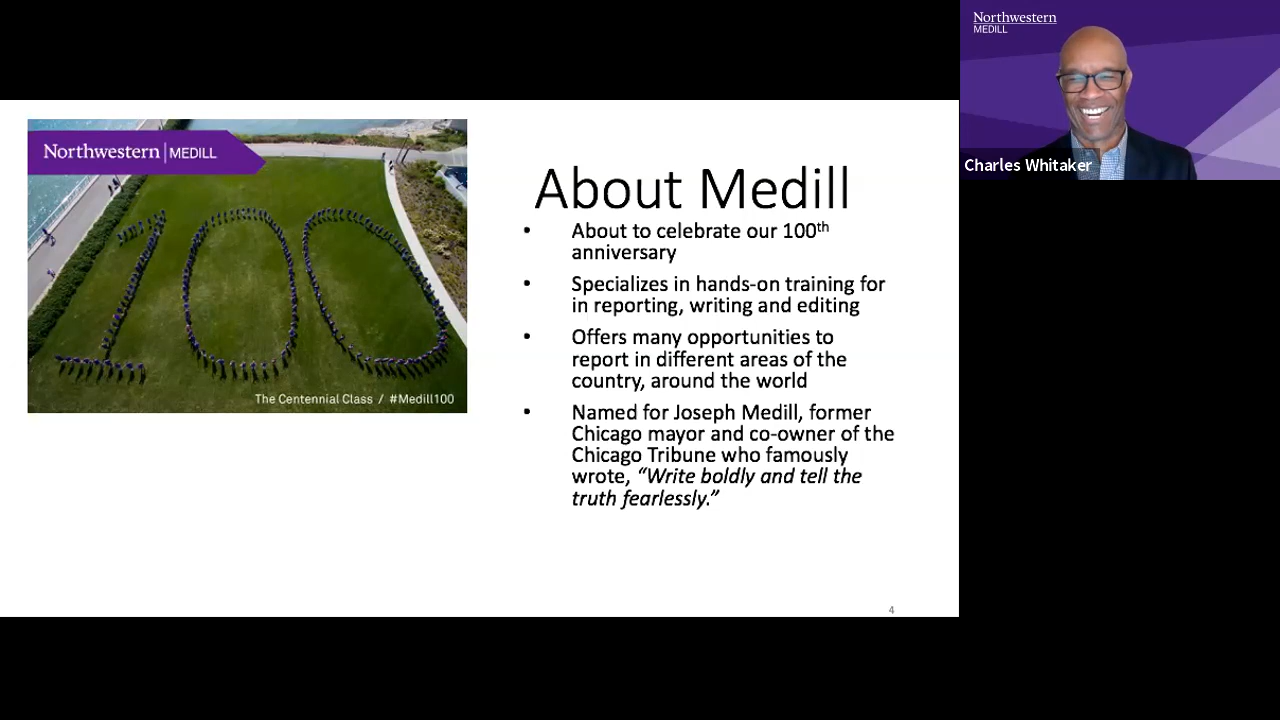 Northwestern | MEDILL
The Centennial Class / #Medill100
About Medill
• About to celebrate our 100th
anniversary
• Specializes in hands-on training for
in reporting, writing and editing
• Offers many opportunities to
report in different areas of the
country, around the world
• Named for Joseph Medill, former
Chicago mayor and co-owner of the
Chicago Tribune who famously
wrote, “Write boldly and tell the
truth fearlessly.”
4
Northwestern
MEDILL
Charles Whitaker